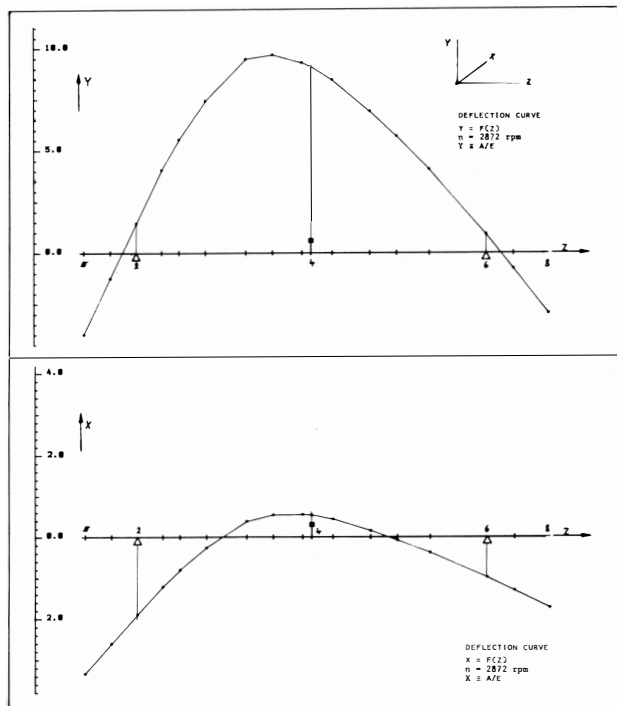 10.0
Y
Y
X
Z
DEFLECTION CURVE
Y = F(Z)
n = 2872 rpm
Y ≡ A/E
5.0
0.0
2
4
6
8
Z
4.0
X
2.0
2
6
8
Z
4
0.0
2.0
DEFLECTION CURVE
X = F(Z)
n = 2872 rpm
X ≡ A/E